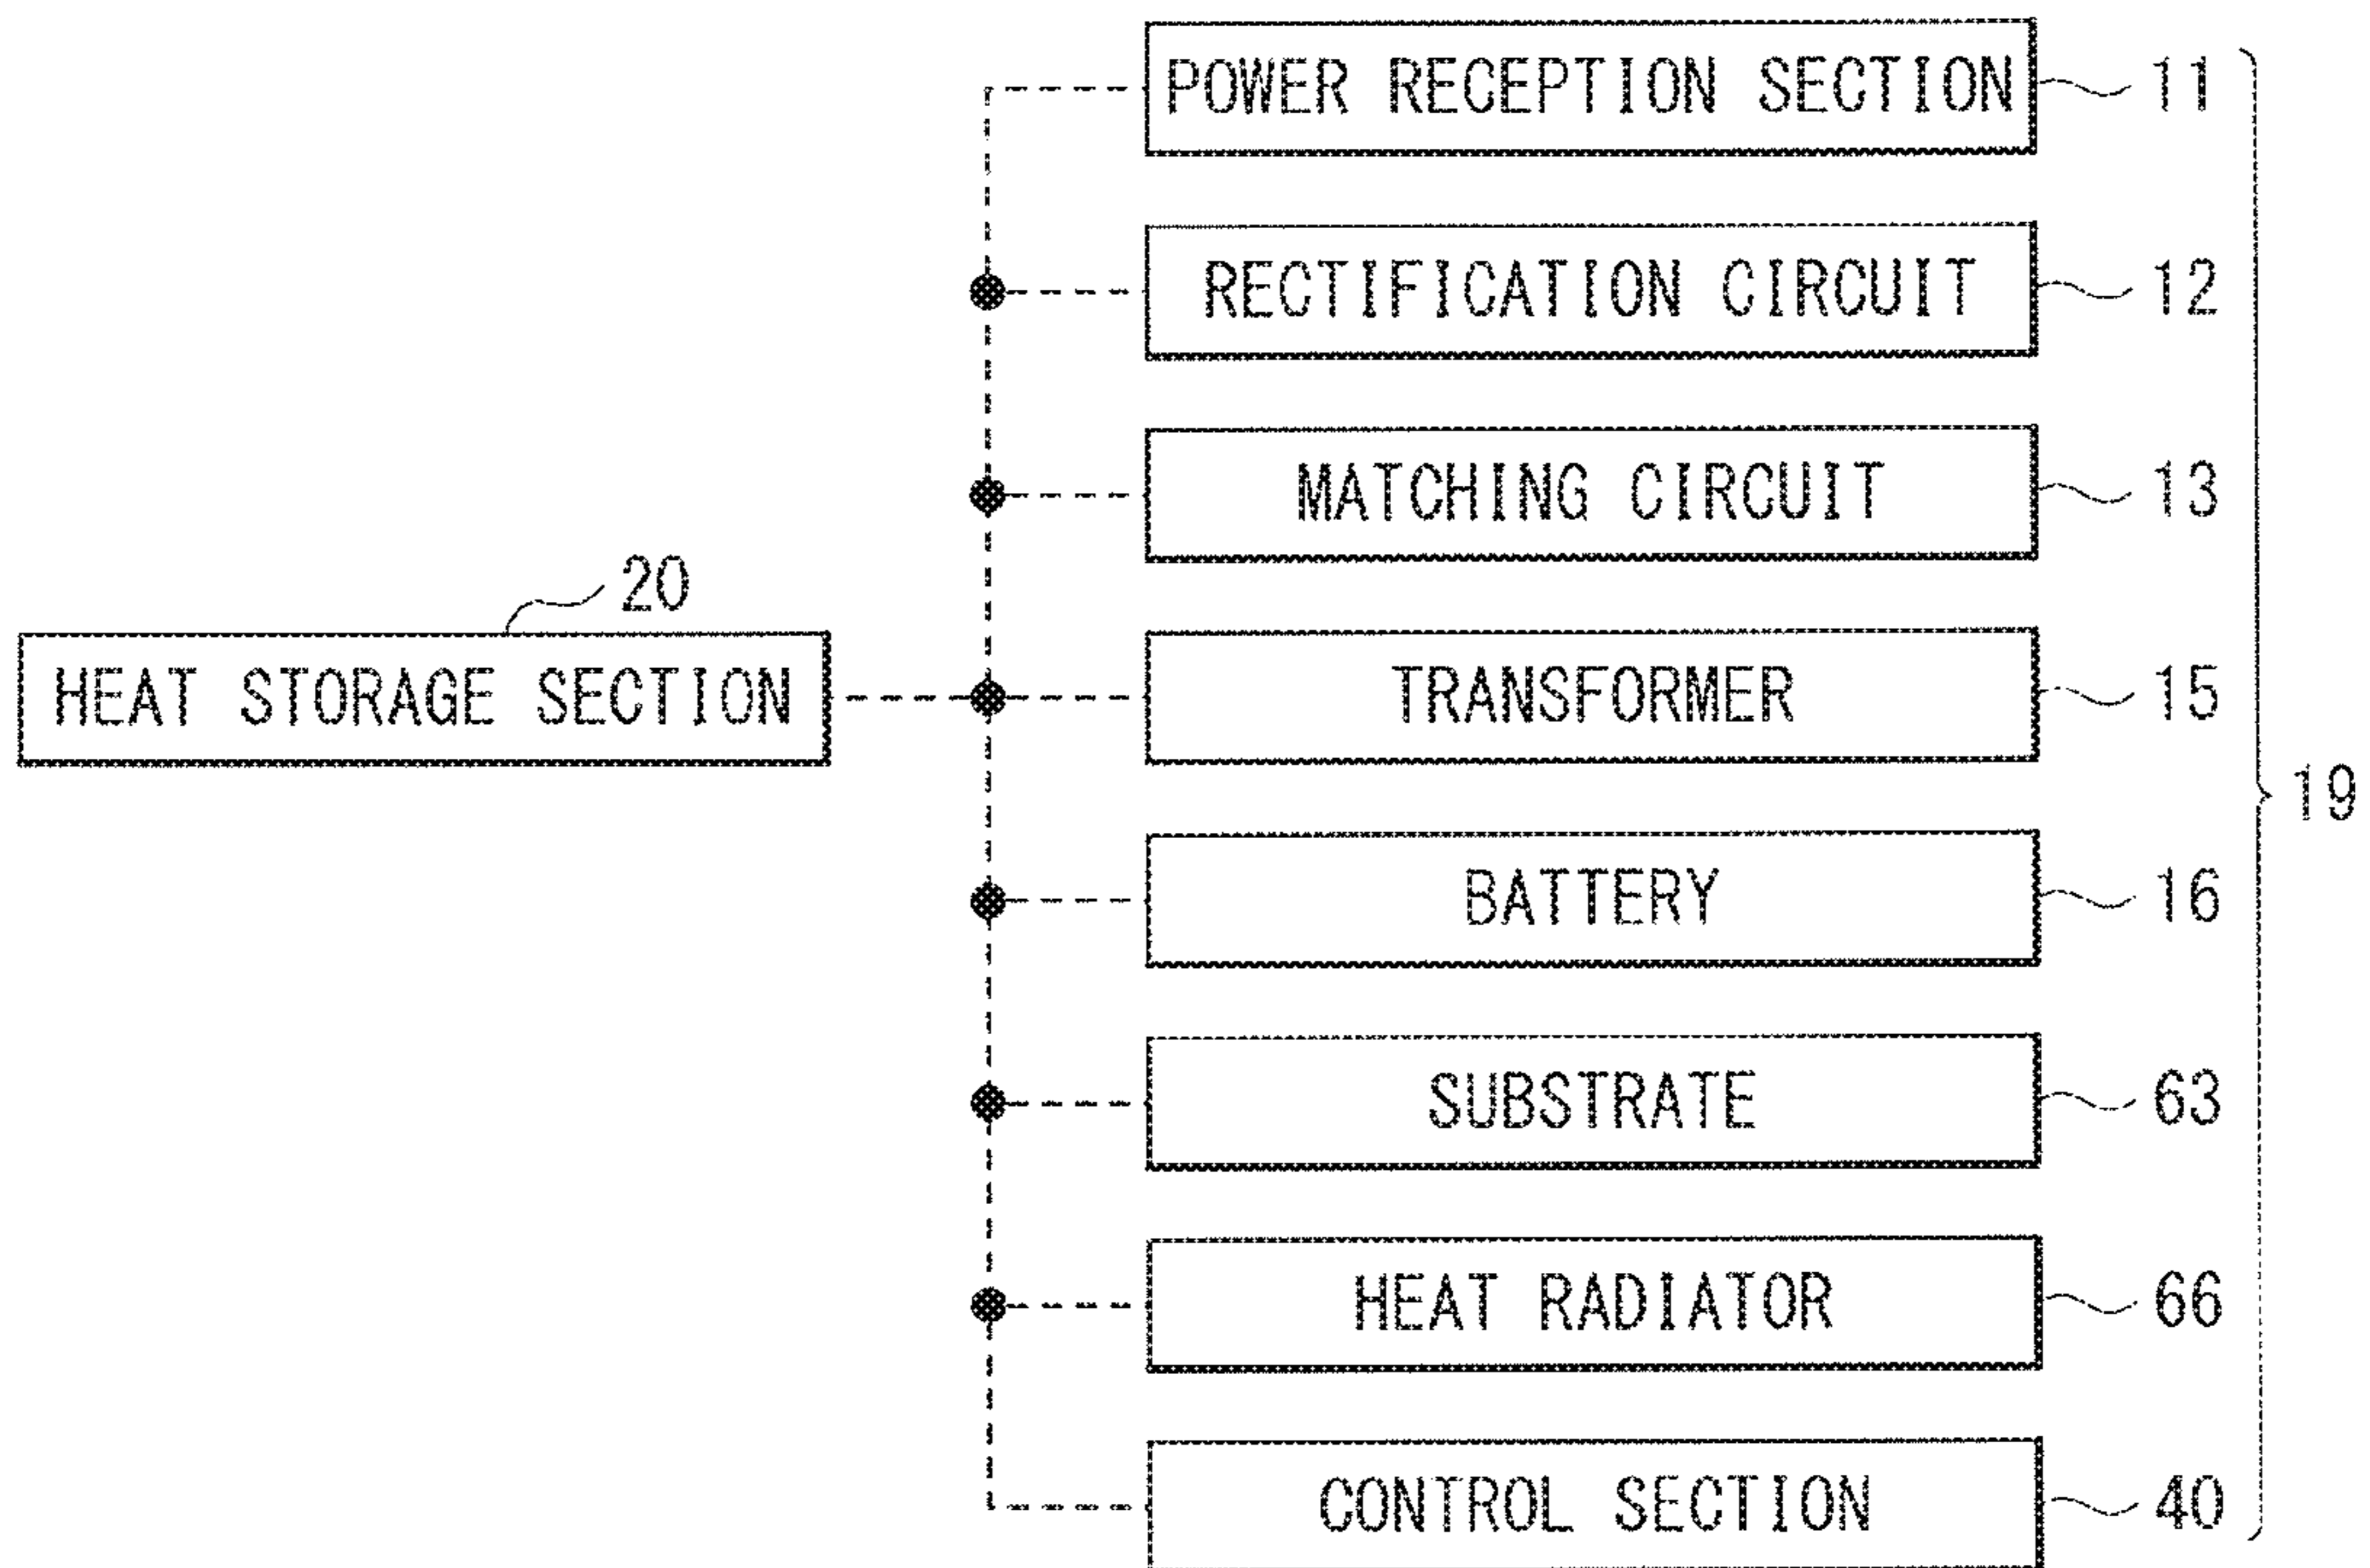 POWER RECEPTION SECTION 11
RECTIFICATION CIRCUIT 12
MATCHING CIRCUIT 13
20
HEAT STORAGE SECTION
TRANSFORMER 15
19
BATTERY 16
SUBSTRATE 63
HEAT RADIATOR 66
CONTROL SECTION 40